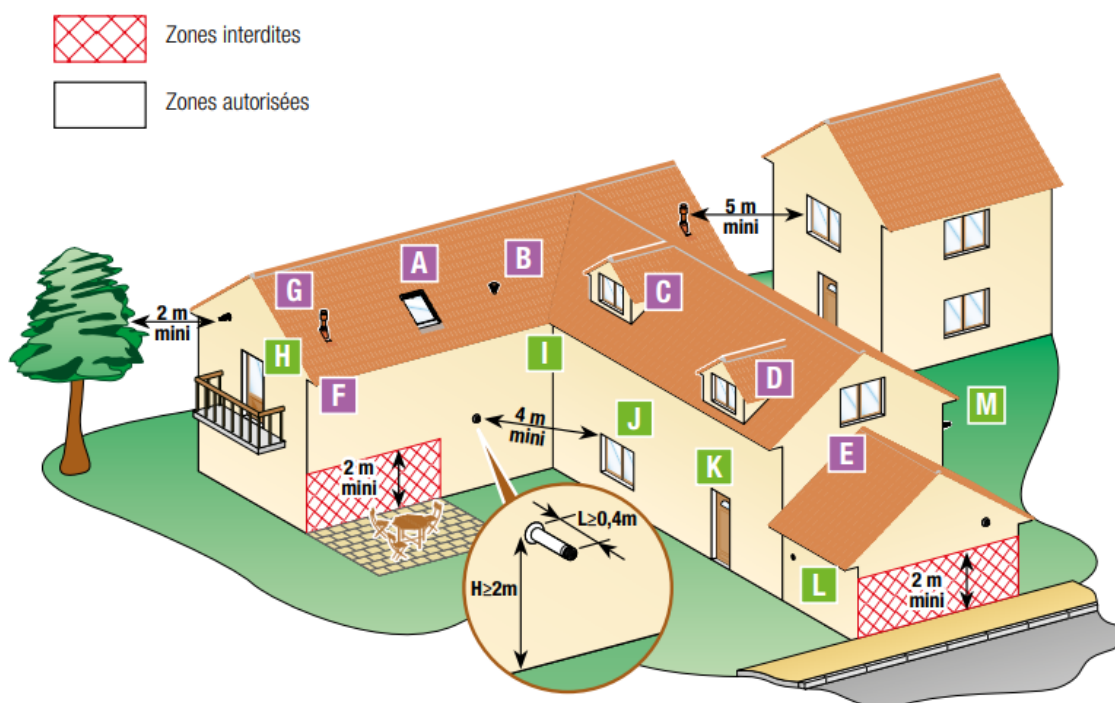 Zones interdites
Zones autorisées
5 m
mini
A
B
C
G
2 m
mini
H
I
D
F
J
M
4 m
mini
K
E
2 m
mini
L≥0,4m
H≥2m
L
2 m
mini